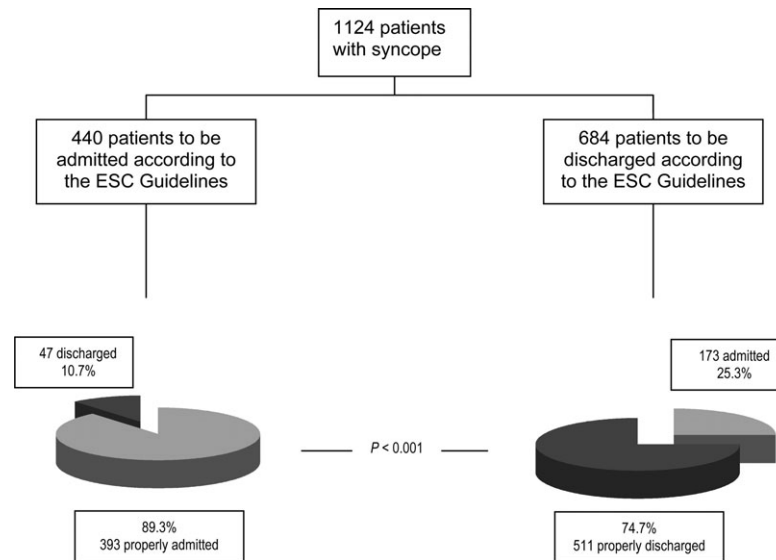 1124 patients
with syncope
440 patients to be
admitted according to
the ESC Guidelines
684 patients to be
discharged according
to the ESC Guidelines
47 discharged
10.7%
173 admitted
25.3%
P < 0.001
89.3%
393 properly admitted
74.7%
511 properly discharged